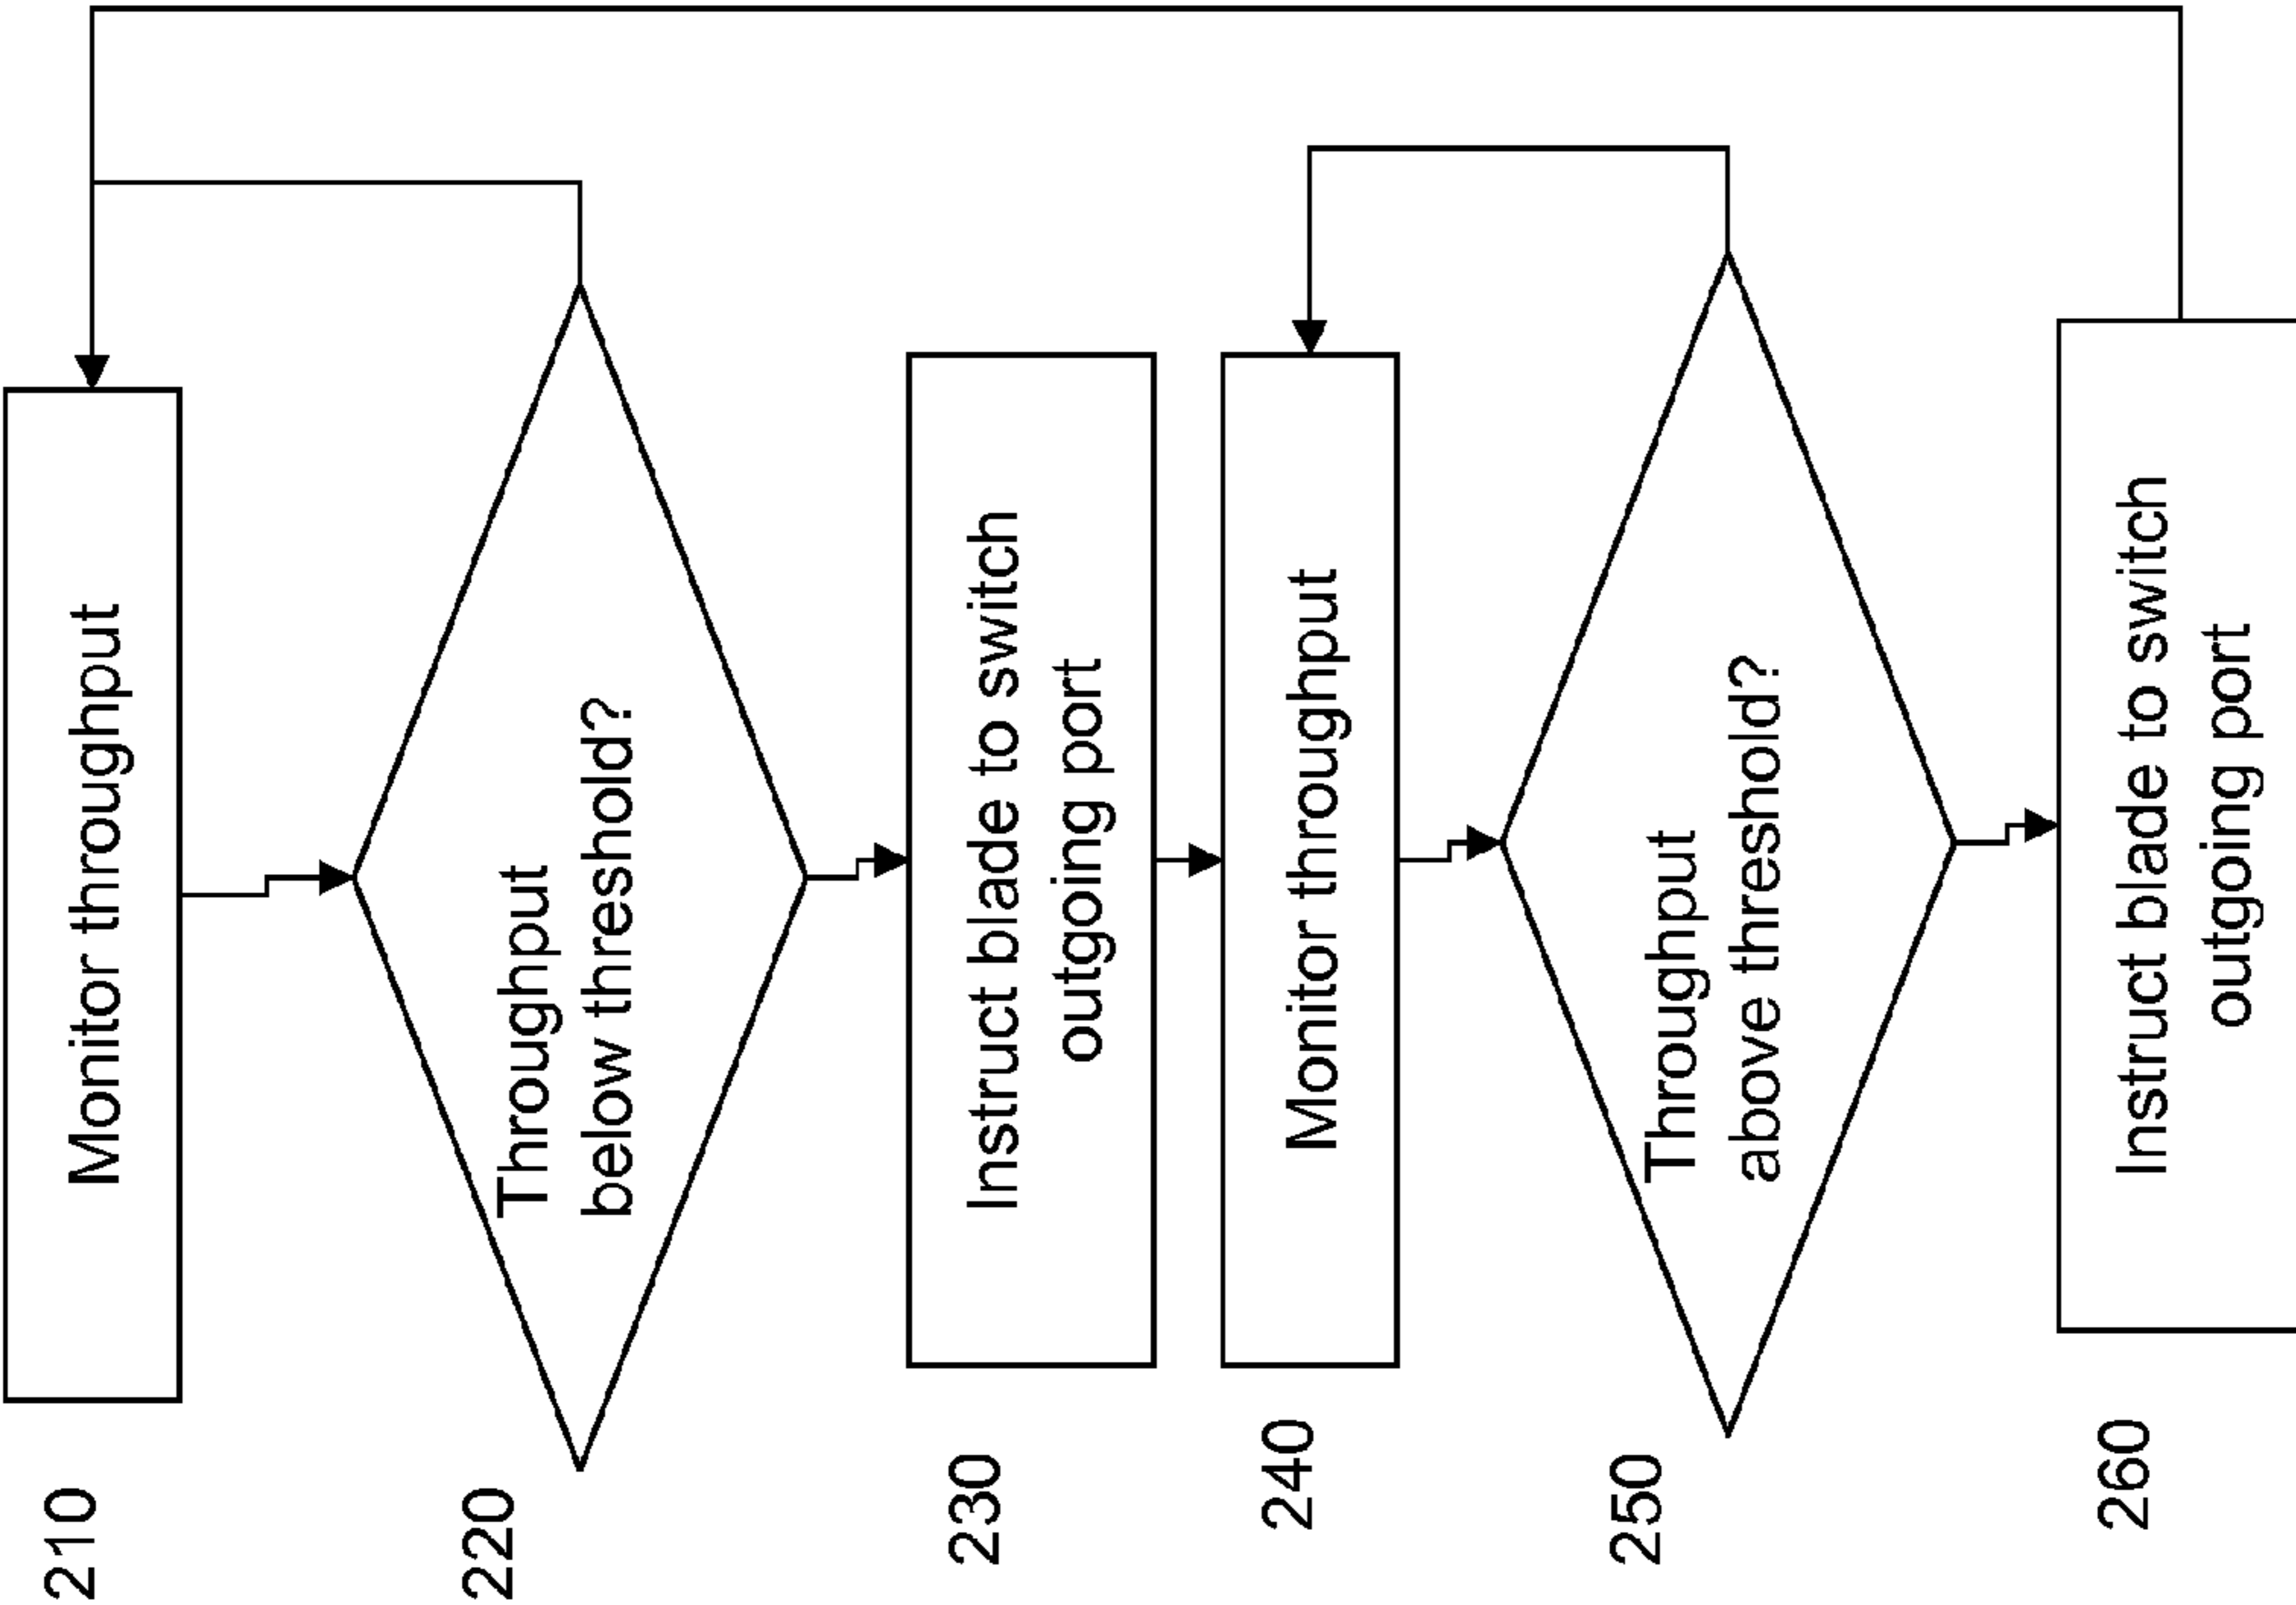 210
Monitor throughput
220
Throughput
below threshold?
230
Instruct blade to switch
outgoing port
240
Monitor throughput
250
Throughput
above threshold?
260
Instruct blade to switch
outgoing port